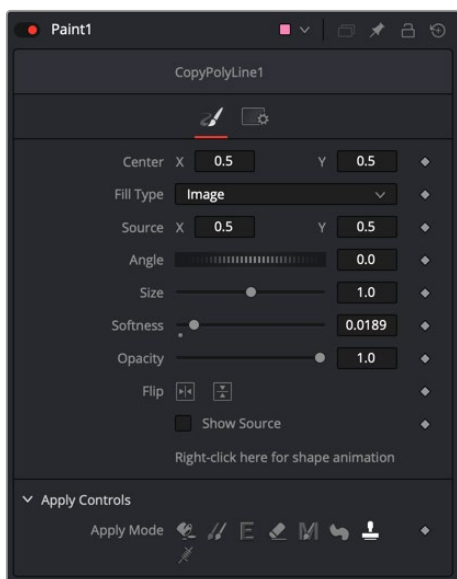 Paint1
CopyPolyLine1
Center X 0.5 Y 0.5
Fill Type Image
Source X 0.5 Y 0.5
Angle 0.0
Size 1.0
Softness 0.0189
Opacity 1.0
Flip
Show Source
Right-click here for shape animation
Apply Controls
Apply Mode E M